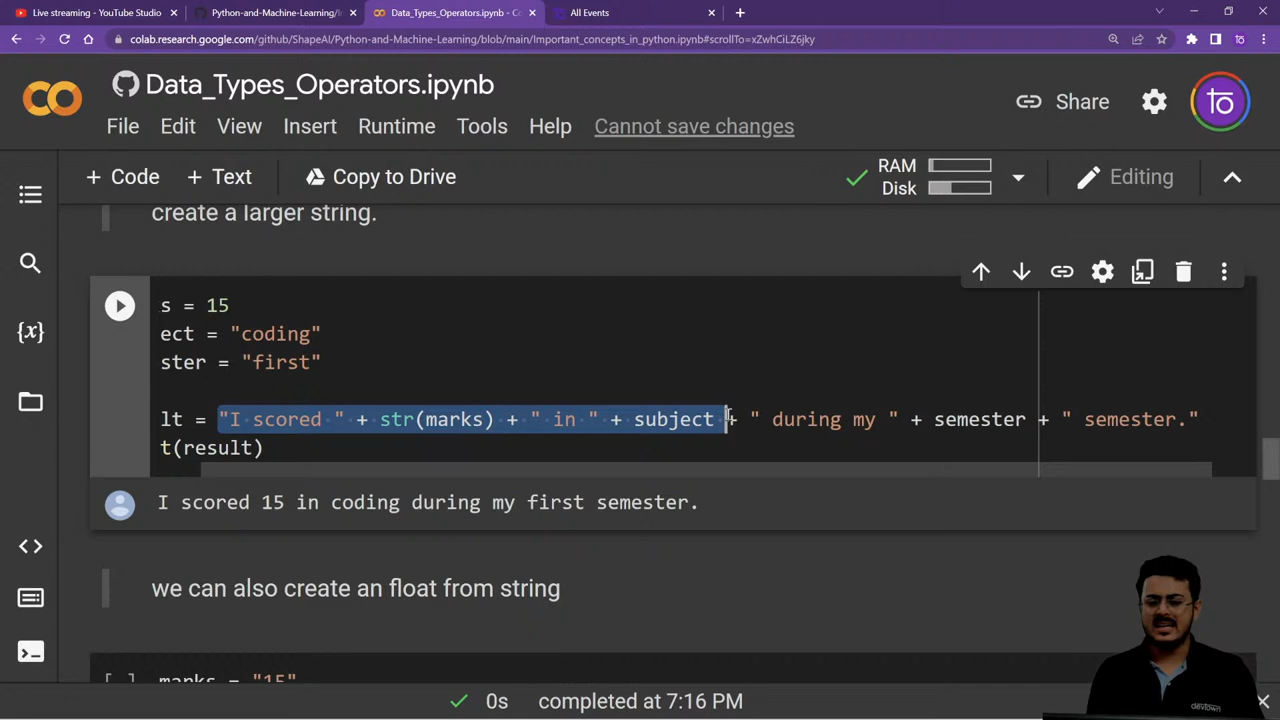 Live streaming - YouTube Studio
Python-and-Machine-Learning/I
Data_Types_Operators.ipynb - Co
All Events
colab.research.google.com/github/ShapeAI/Python-and-Machine-Learning/blob/main/Important_concepts_in_python.ipynb#scrollTo=xZwhCiLZ6jky
Data_Types_Operators.ipynb
Share
File Edit View Insert Runtime Tools Help Cannot save changes
+ Code + Text Copy to Drive
RAM
Disk
Editing
create a larger string.
s = 15
ect = "coding"
ster = "first"
lt = "I scored " + str(marks) + " in " + subject + " during my " + semester + " semester."
t(result)
I scored 15 in coding during my first semester.
we can also create an float from string
[ ] marks = "15"
0s completed at 7:16 PM
devtown